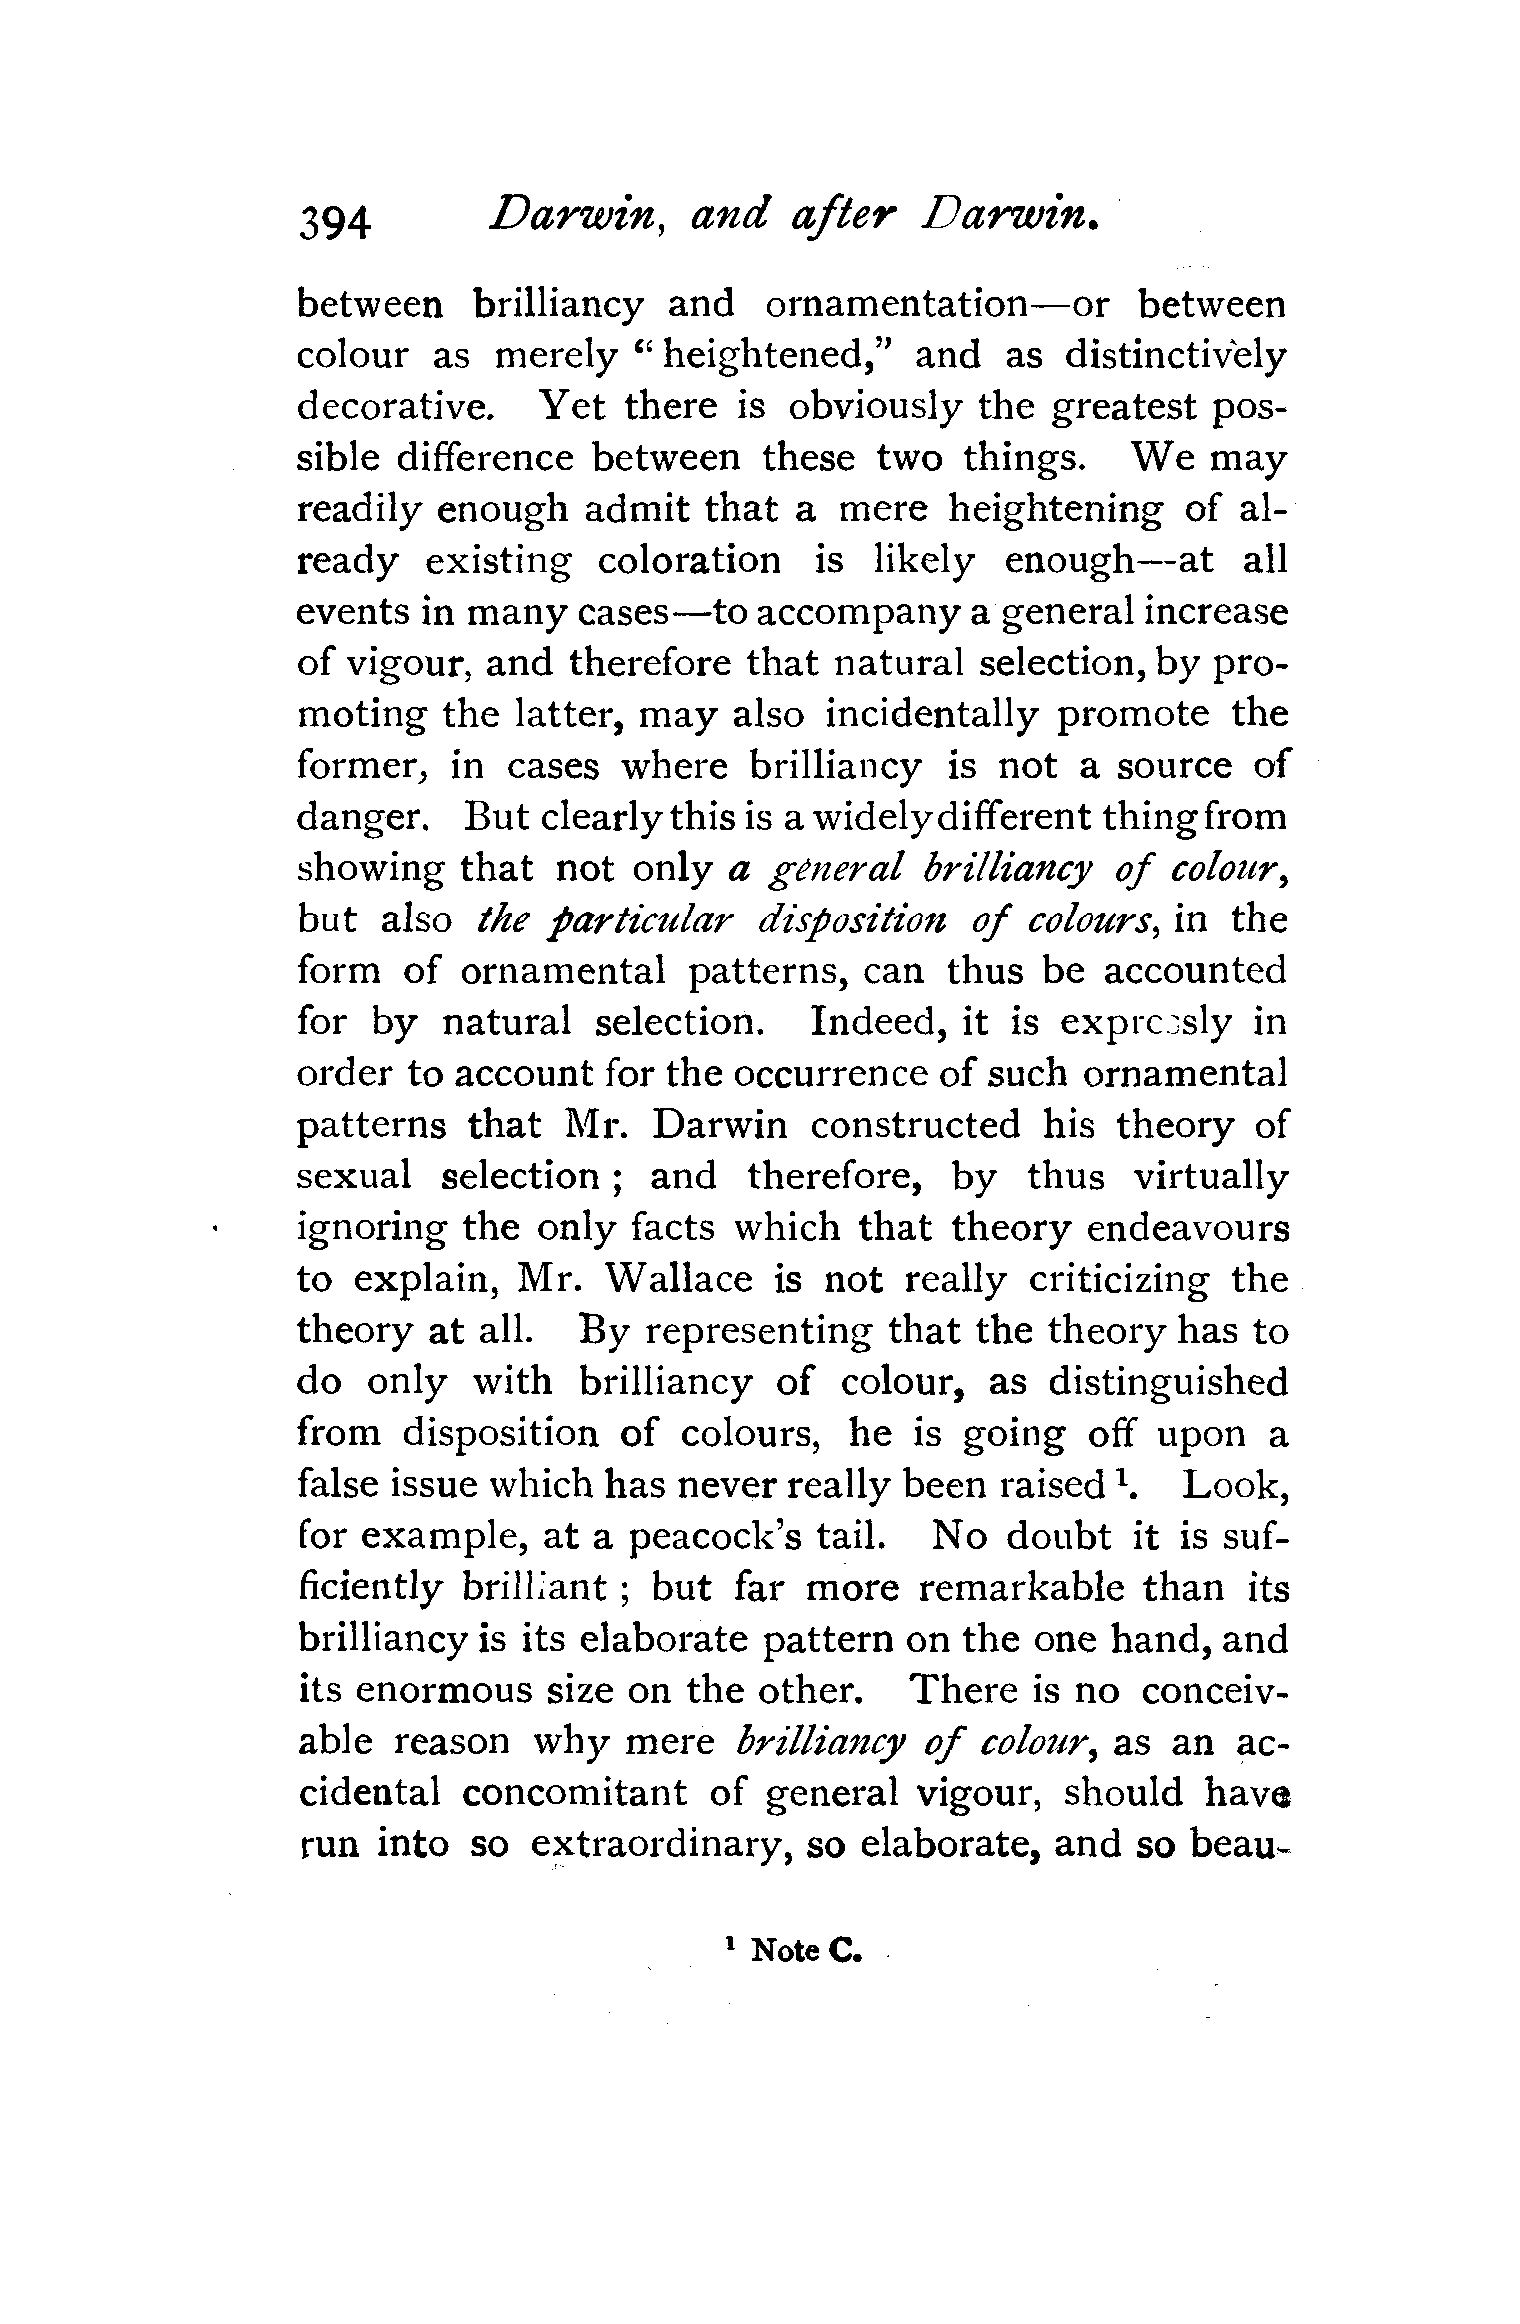 394 Darwin, and after Darwin.
between brilliancy and ornamentation—or between
colour as merely “heightened,” and as distinctively
decorative. Yet there is obviously the greatest pos-
sible difference between these two things. We may
readily enough admit that a mere heightening of al-
ready existing coloration is likely enough—at all
events in many cases—to accompany a general increase
of vigour, and therefore that natural selection, by pro-
moting the latter, may also incidentally promote the
former, in cases where brilliancy is not a source of
danger. But clearly this is a widely different thing from
showing that not only a general brilliancy of colour,
but also the particular disposition of colours, in the
form of ornamental patterns, can thus be accounted
for by natural selection. Indeed, it is expressly in
order to account for the occurrence of such ornamental
patterns that Mr. Darwin constructed his theory of
sexual selection ; and therefore, by thus virtually
ignoring the only facts which that theory endeavours
to explain, Mr. Wallace is not really criticizing the
theory at all. By representing that the theory has to
do only with brilliancy of colour, as distinguished
from disposition of colours, he is going off upon a
false issue which has never really been raised ¹. Look,
for example, at a peacock’s tail. No doubt it is suf-
ficiently brilliant ; but far more remarkable than its
brilliancy is its elaborate pattern on the one hand, and
its enormous size on the other. There is no conceiv-
able reason why mere brilliancy of colour, as an ac-
cidental concomitant of general vigour, should have
run into so extraordinary, so elaborate, and so beau-
¹ Note C.